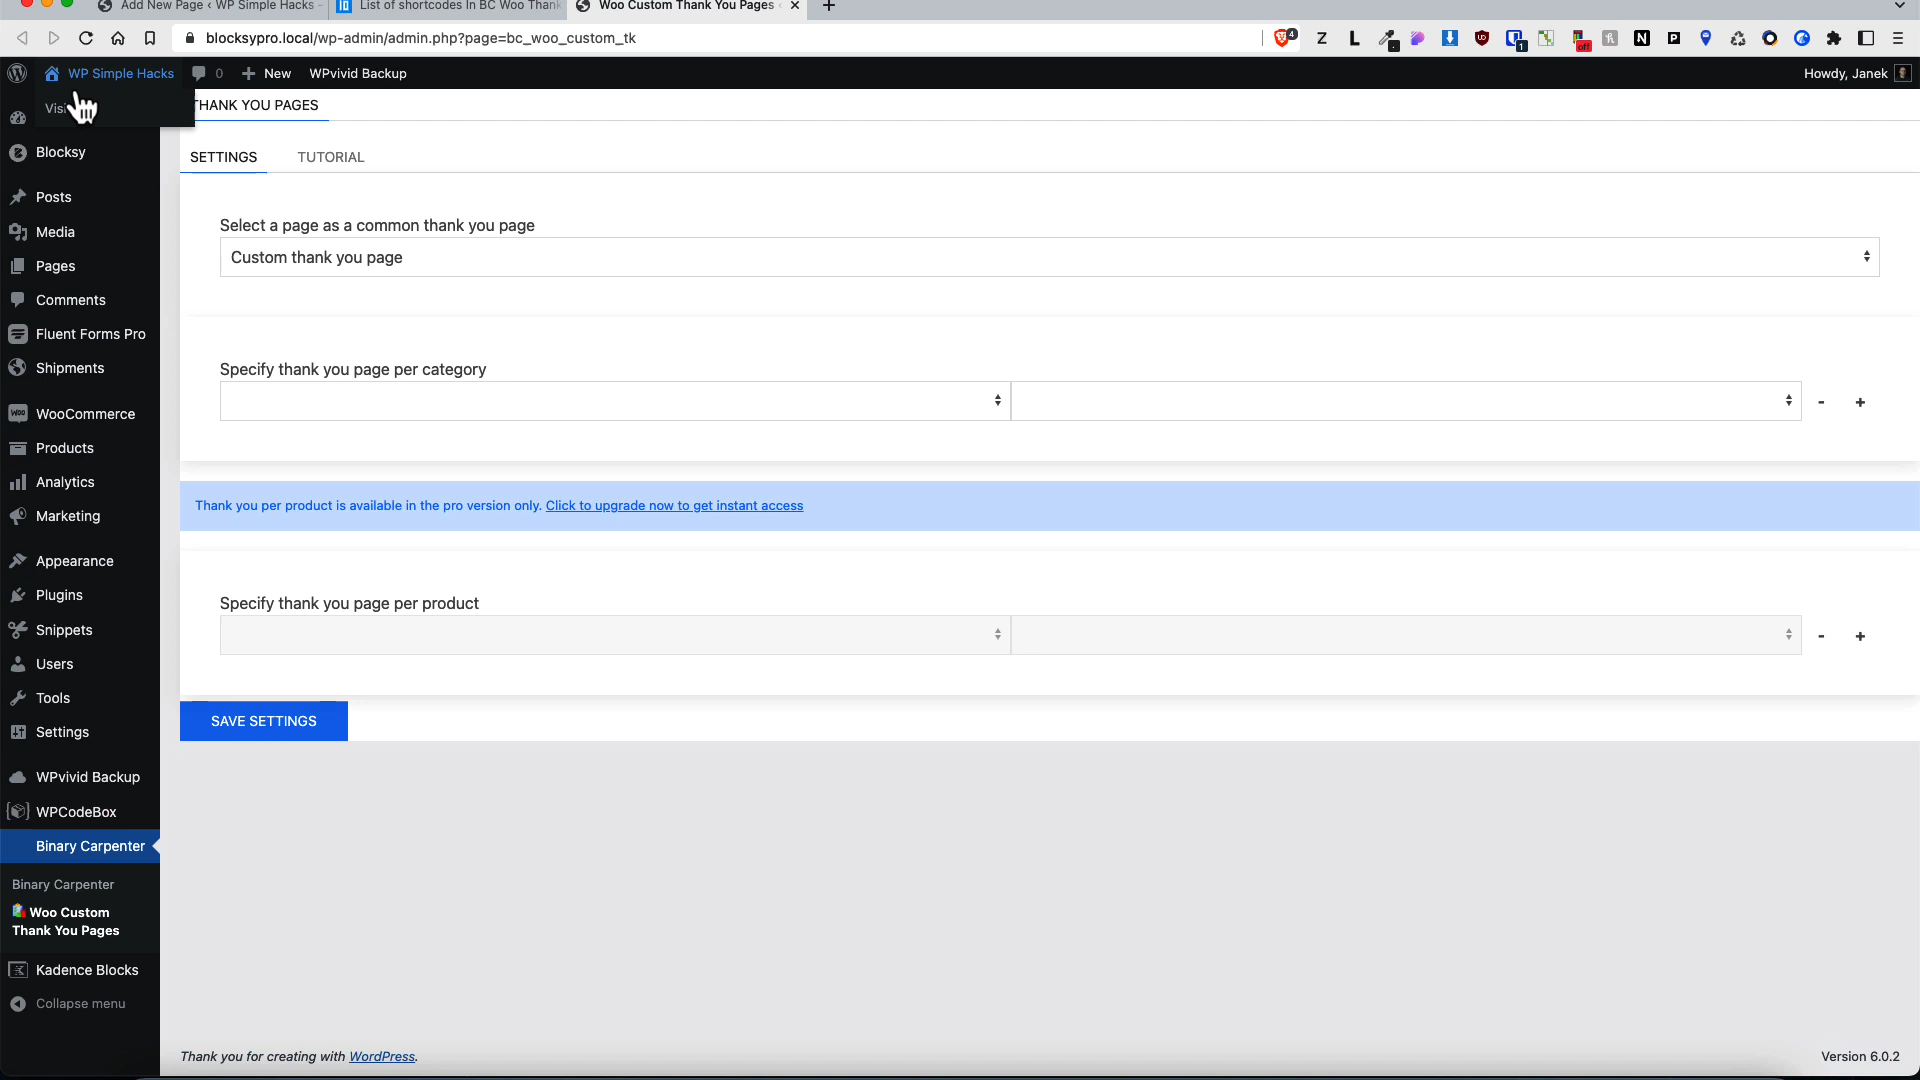 Add New Page ‹ WP Simple Hacks –
List of shortcodes In BC Woo Thank
Woo Custom Thank You Pages ‹
blocksypro.local/wp-admin/admin.php?page=bc_woo_custom_tk
WP Simple Hacks
0
New
WPvivid Backup
Howdy, Janek
THANK YOU PAGES
SETTINGS
TUTORIAL
Blocksy
Posts
Media
Pages
Comments
Fluent Forms Pro
Shipments
WooCommerce
Products
Analytics
Marketing
Appearance
Plugins
Snippets
Users
Tools
Settings
WPvivid Backup
WPCodeBox
Binary Carpenter
Binary Carpenter
Woo Custom
Thank You Pages
Kadence Blocks
Collapse menu
Select a page as a common thank you page
Custom thank you page
Specify thank you page per category
- +
Thank you per product is available in the pro version only. Click to upgrade now to get instant access
Specify thank you page per product
- +
SAVE SETTINGS
Thank you for creating with WordPress.
Version 6.0.2